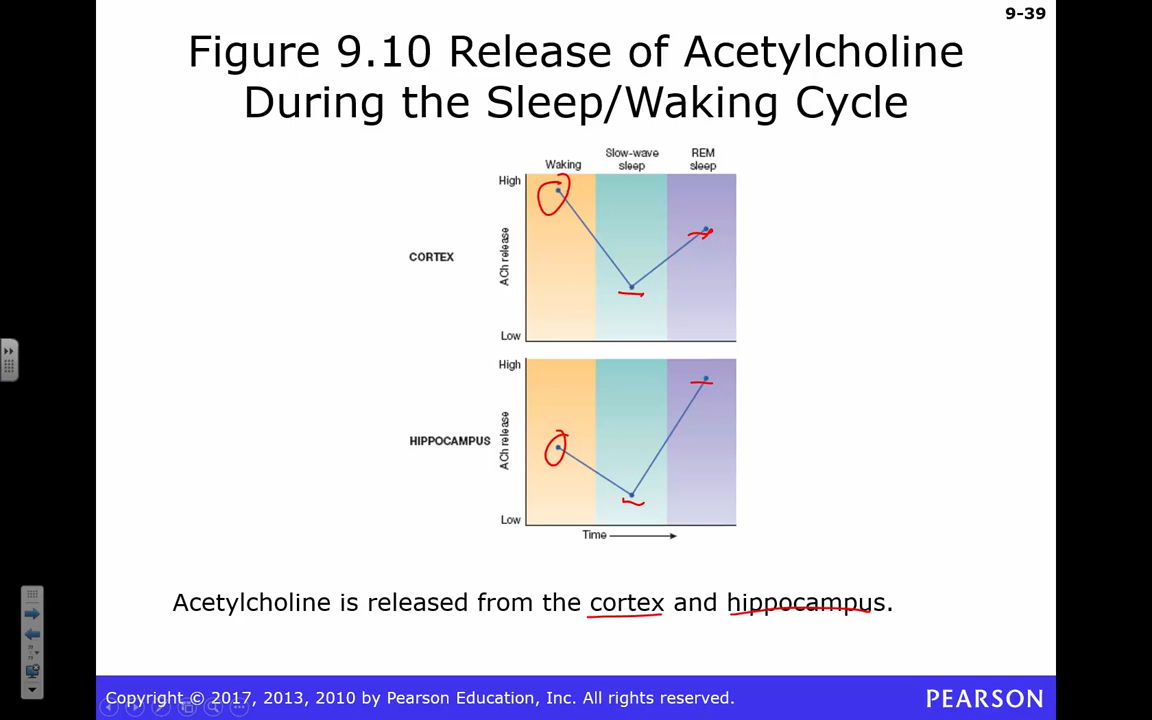 9-39
Figure 9.10 Release of Acetylcholine
During the Sleep/Waking Cycle
Waking
Slow-wave
sleep
REM
sleep
High
CORTEX
ACh release
Low
High
HIPPOCAMPUS
ACh release
Low
Time
Acetylcholine is released from the cortex and hippocampus.
Copyright © 2017, 2013, 2010 by Pearson Education, Inc. All rights reserved.
PEARSON